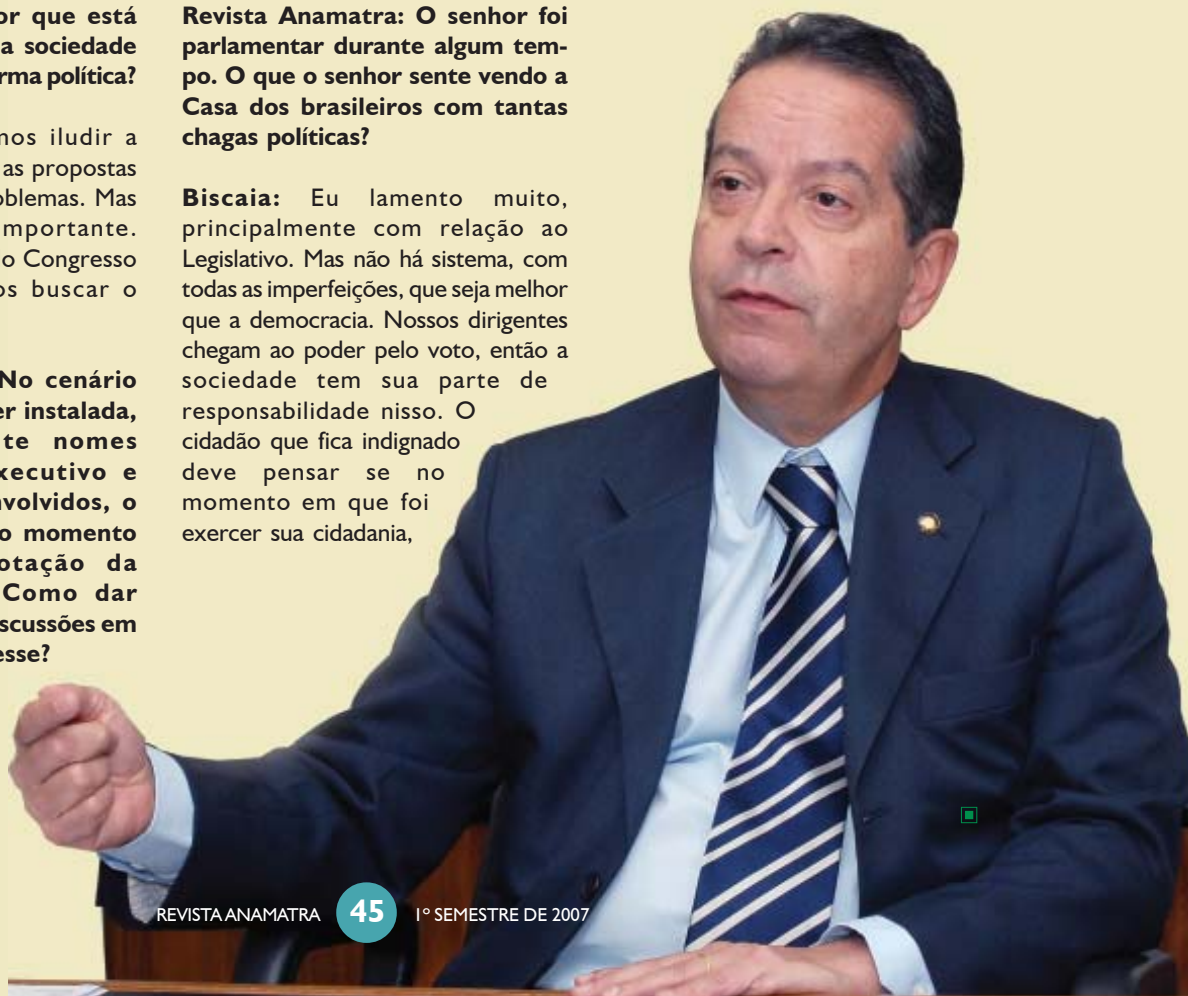 or que está
a sociedade
rma política?
mos iludir a
as propostas
oblemas. Mas
mportante.
o Congresso
os buscar o
No cenário
er instalada,
te nomes
xecutivo e
nvolvidos, o
o momento
otação da
Como dar
iscussões em
esse?
Revista Anamatra: O senhor foi
parlamentar durante algum tem-
po. O que o senhor sente vendo a
Casa dos brasileiros com tantas
chagas políticas?
Biscaia: Eu lamento muito,
principalmente com relação ao
Legislativo. Mas não há sistema, com
todas as imperfeições, que seja melhor
que a democracia. Nossos dirigentes
chegam ao poder pelo voto, então a
sociedade tem sua parte de
responsabilidade nisso. O
cidadão que fica indignado
deve pensar se no
momento em que foi
exercer sua cidadania,
REVISTA ANAMATRA 45 1º SEMESTRE DE 2007